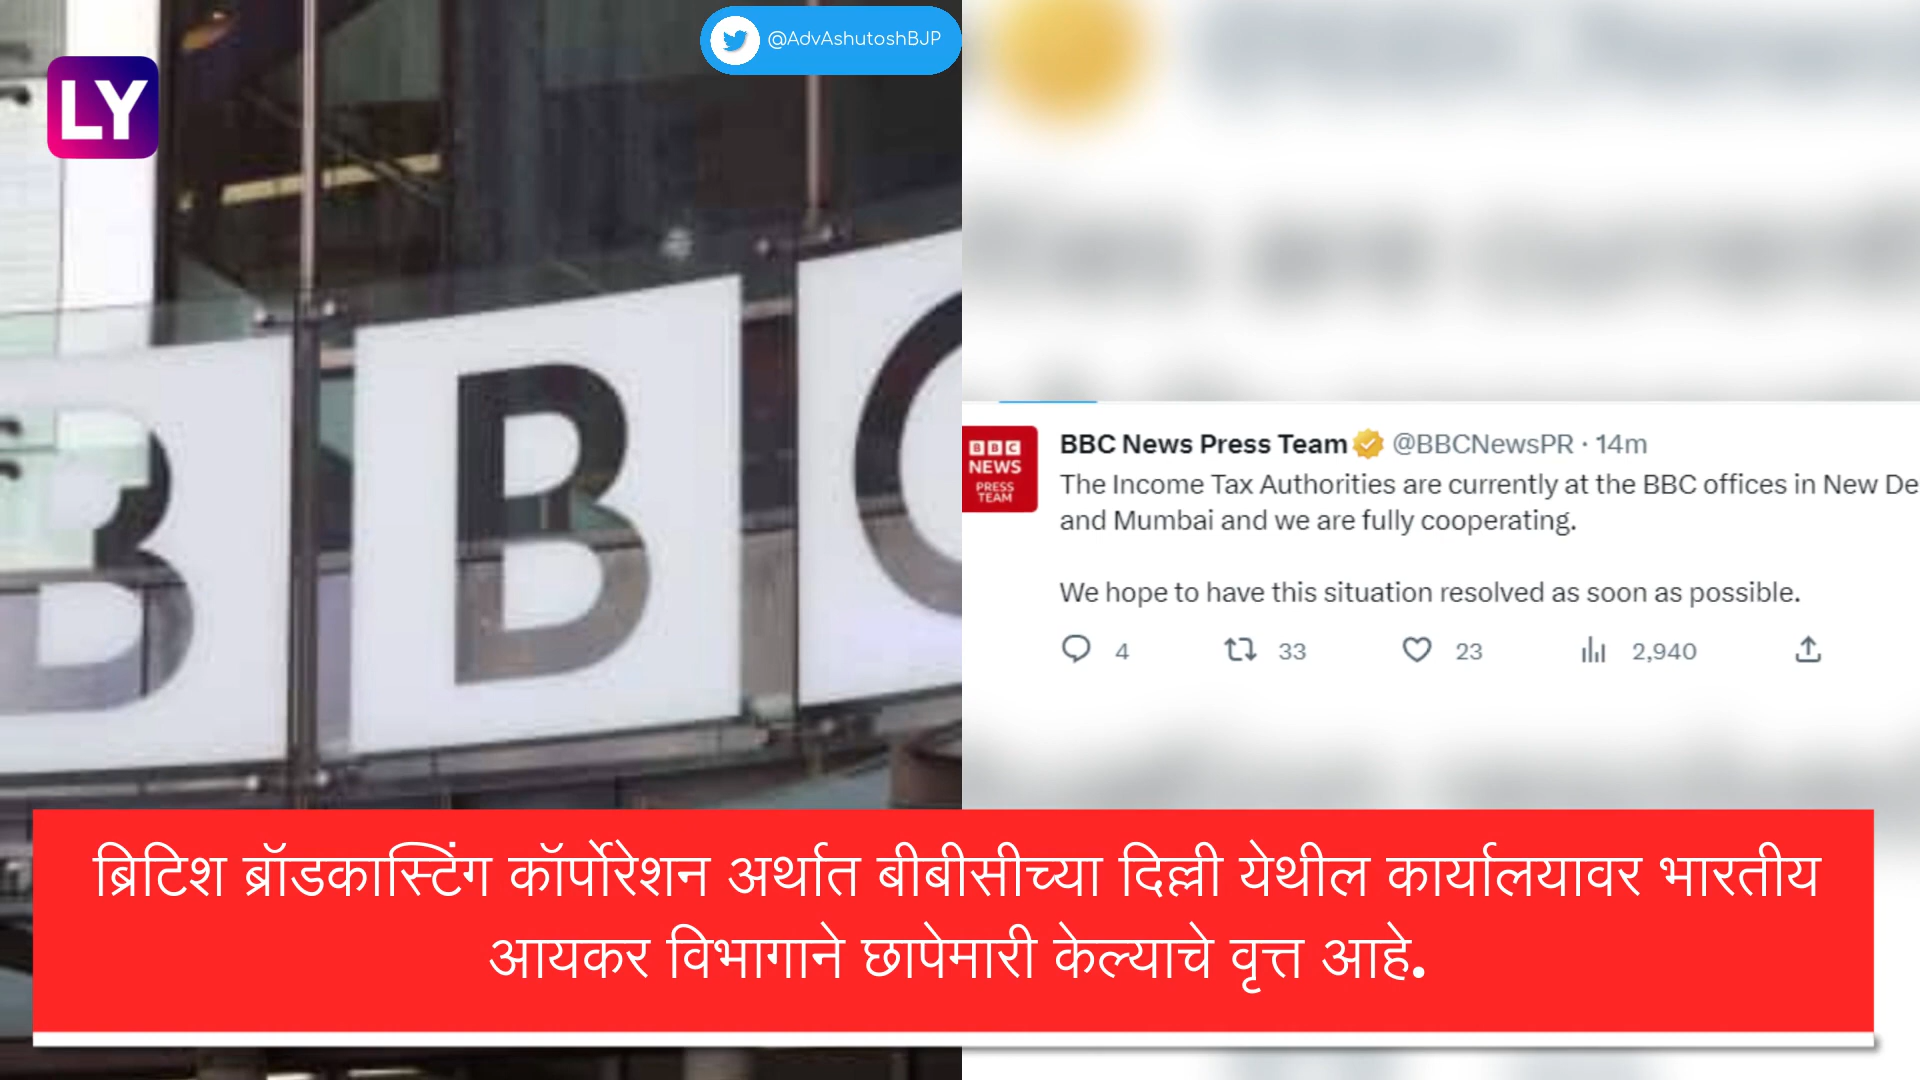 @AdvAshutoshBJP
LY
B B C
BBC
NEWS
PRESS
TEAM
BBC News Press Team @BBCNewsPR · 14m
The Income Tax Authorities are currently at the BBC offices in New De
and Mumbai and we are fully cooperating.
We hope to have this situation resolved as soon as possible.
4 33 23 2,940
ब्रिटिश ब्रॉडकास्टिंग कॉर्पोरेशन अर्थात बीबीसीच्या दिल्ली येथील कार्यालयावर भारतीय
आयकर विभागाने छापेमारी केल्याचे वृत्त आहे.